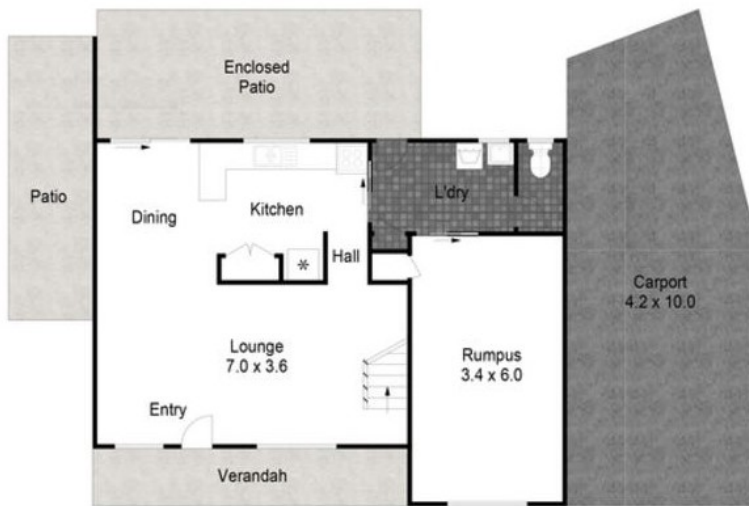 Enclosed
Patio
Patio
Dining
Kitchen
L'dry
Hall
*
Lounge
7.0 x 3.6
Rumpus
3.4 x 6.0
Carport
4.2 x 10.0
Entry
Verandah